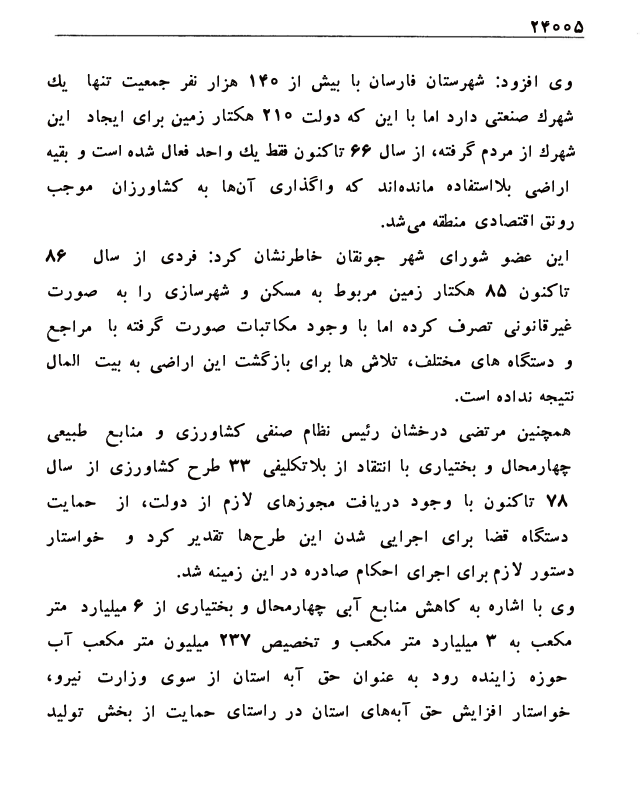 ۲۴۰۰۵
وی افزود: شهرستان فارسان با بیش از ۱۴۰ هزار نفر جمعیت تنها یك
شهرك صنعتی دارد اما با این که دولت ۲۱۰ هکتار زمین برای ایجاد این
شهرك از مردم گرفته، از سال ۶۶ تاکنون فقط یك واحد فعال شده است و بقیه
اراضی بلااستفاده مانده‌اند که واگذاری آن‌ها به کشاورزان موجب
رونق اقتصادی منطقه می‌شد.
این عضو شورای شهر جونقان خاطرنشان کرد: فردی از سال ۸۶
تاکنون ۸۵ هکتار زمین مربوط به مسکن و شهرسازی را به صورت
غیرقانونی تصرف کرده اما با وجود مکاتبات صورت گرفته با مراجع
و دستگاه های مختلف، تلاش ها برای بازگشت این اراضی به بیت المال
نتیجه نداده است.
همچنین مرتضی درخشان رئیس نظام صنفی کشاورزی و منابع طبیعی
چهارمحال و بختیاری با انتقاد از بلاتکلیفی ۳۳ طرح کشاورزی از سال
۷۸ تاکنون با وجود دریافت مجوزهای لازم از دولت، از حمایت
دستگاه قضا برای اجرایی شدن این طرح‌ها تقدیر کرد و خواستار
دستور لازم برای اجرای احکام صادره در این زمینه شد.
وی با اشاره به کاهش منابع آبی چهارمحال و بختیاری از ۶ میلیارد متر
مکعب به ۳ میلیارد متر مکعب و تخصیص ۲۳۷ میلیون متر مکعب آب
حوزه زاینده رود به عنوان حق آبه استان از سوی وزارت نیرو،
خواستار افزایش حق آبه‌های استان در راستای حمایت از بخش تولید